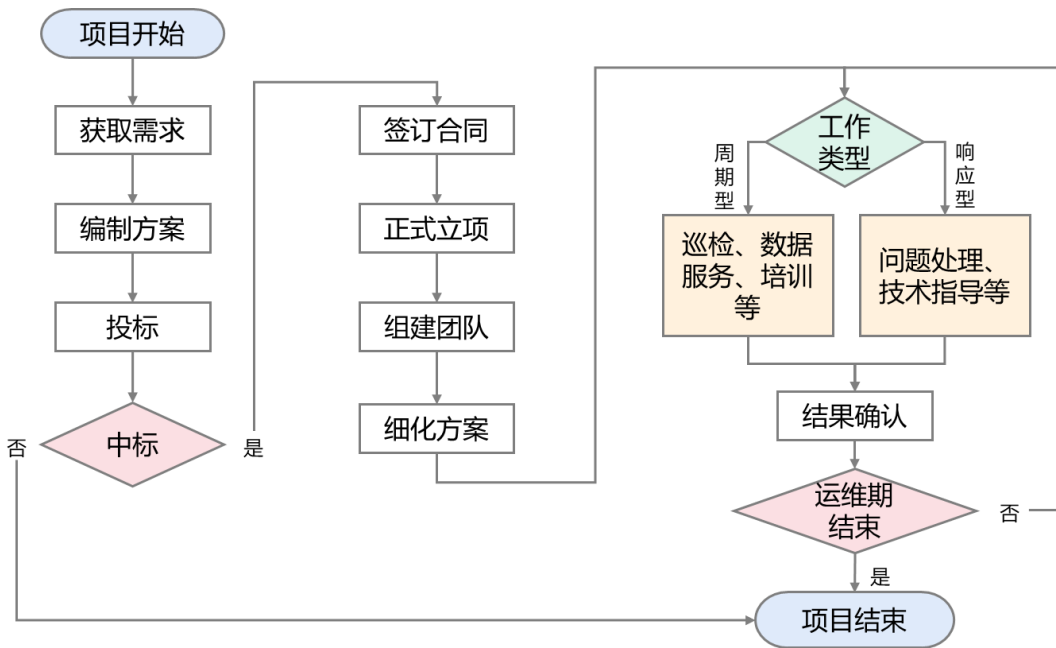 项目开始
获取需求
编制方案
投标
中标
否
是
签订合同
正式立项
组建团队
细化方案
工作
类型
周
期
型
响
应
型
巡检、数据
服务、培训
等
问题处理、
技术指导等
结果确认
运维期
结束
否
是
项目结束